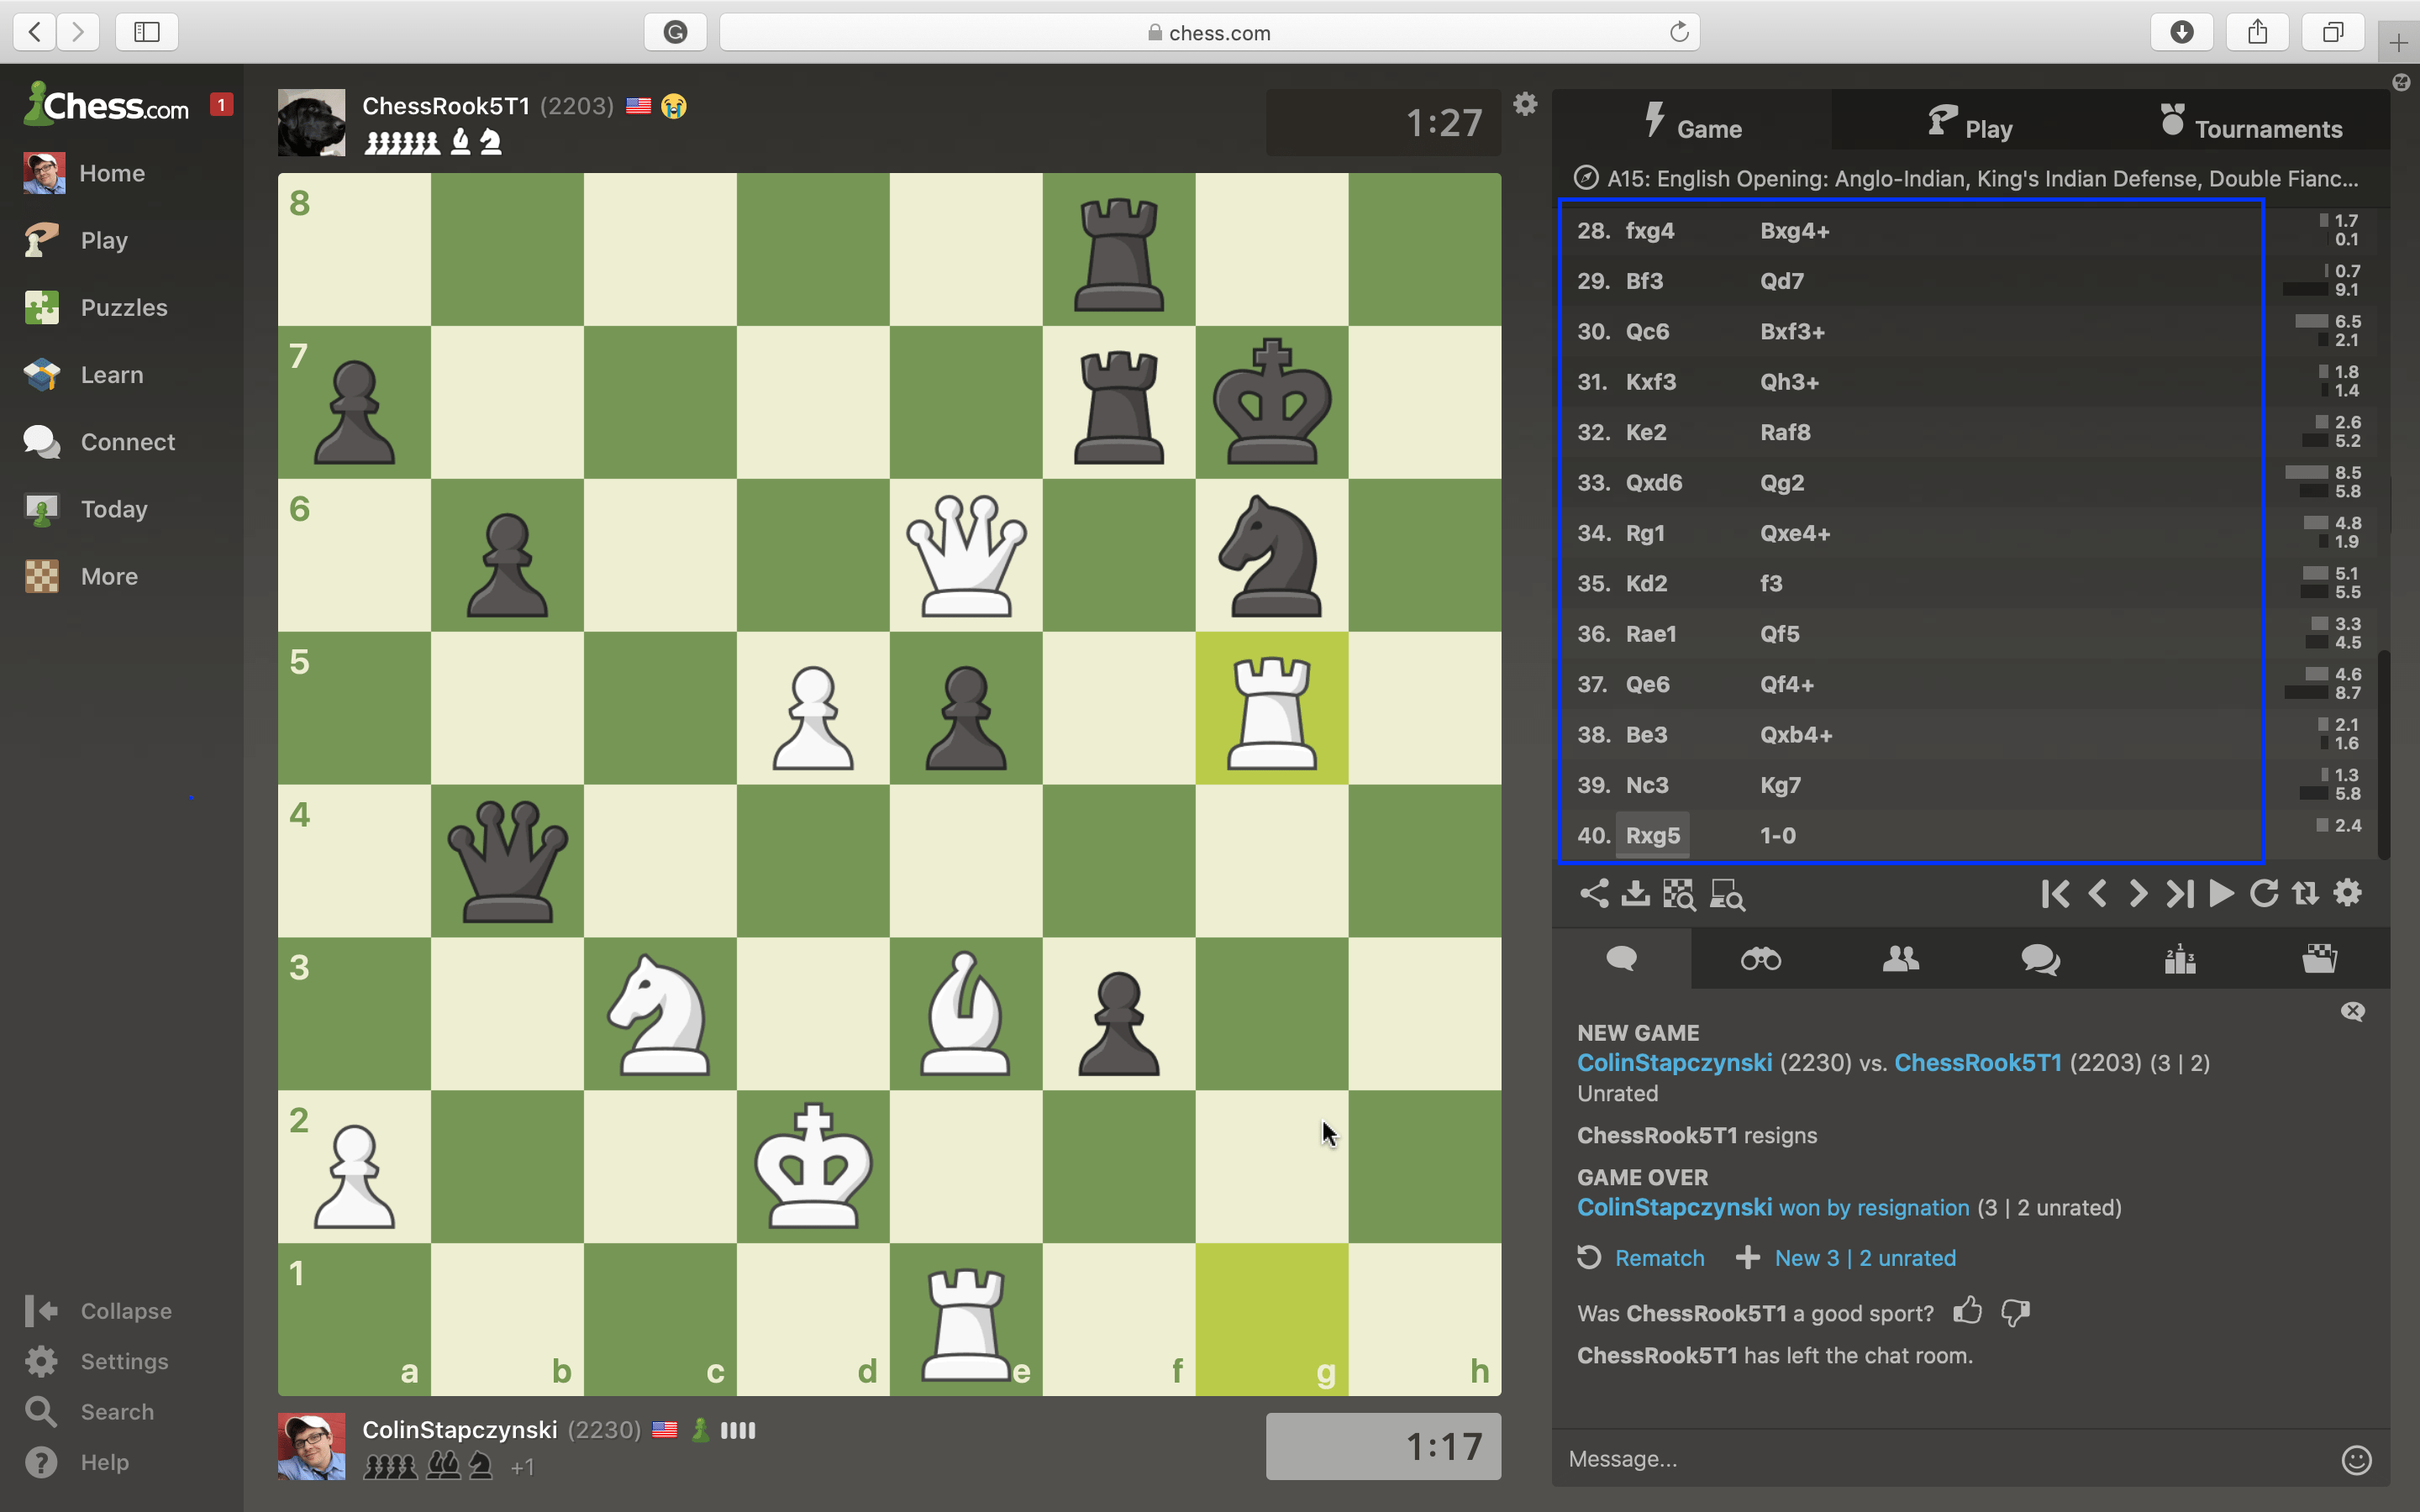 chess.com
Chess.com 1
Home
Play
Puzzles
Learn
Connect
Today
More
Collapse
Settings
Search
Help
ChessRook5T1 (2203)
1:27
8
7
6
5
4
3
2
1
a b c d e f g h
ColinStapczynski (2230)
+1
1:17
Game Play Tournaments
A15: English Opening: Anglo-Indian, King's Indian Defense, Double Fianc...
28. fxg4 Bxg4+ 1.7
0.1
29. Bf3 Qd7 0.7
9.1
30. Qc6 Bxf3+ 6.5
2.1
31. Kxf3 Qh3+ 1.8
1.4
32. Ke2 Raf8 2.6
5.2
33. Qxd6 Qg2 8.5
5.8
34. Rg1 Qxe4+ 4.8
1.9
35. Kd2 f3 5.1
5.5
36. Rae1 Qf5 3.3
4.5
37. Qe6 Qf4+ 4.6
8.7
38. Be3 Qxb4+ 2.1
1.6
39. Nc3 Kg7 1.3
5.8
40. Rxg5 1-0 2.4
NEW GAME
ColinStapczynski (2230) vs. ChessRook5T1 (2203) (3 | 2)
Unrated
ChessRook5T1 resigns
GAME OVER
ColinStapczynski won by resignation (3 | 2 unrated)
Rematch New 3 | 2 unrated
Was ChessRook5T1 a good sport?
ChessRook5T1 has left the chat room.
Message...